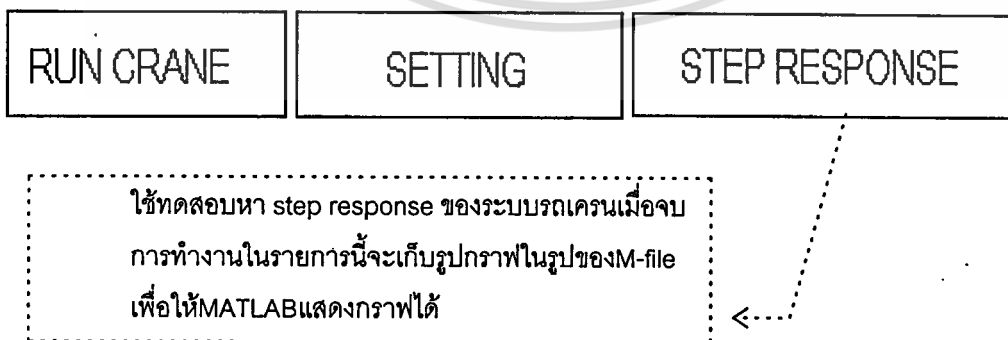 RUN CRANE
SETTING
STEP RESPONSE
ใช้ทดสอบหา step response ของระบบรถเครนเมื่อจบ
การทำงานในรายการนี้จะเก็บรูปกราฟในรูปของM-file
เพื่อให้MATLABแสดงกราฟได้